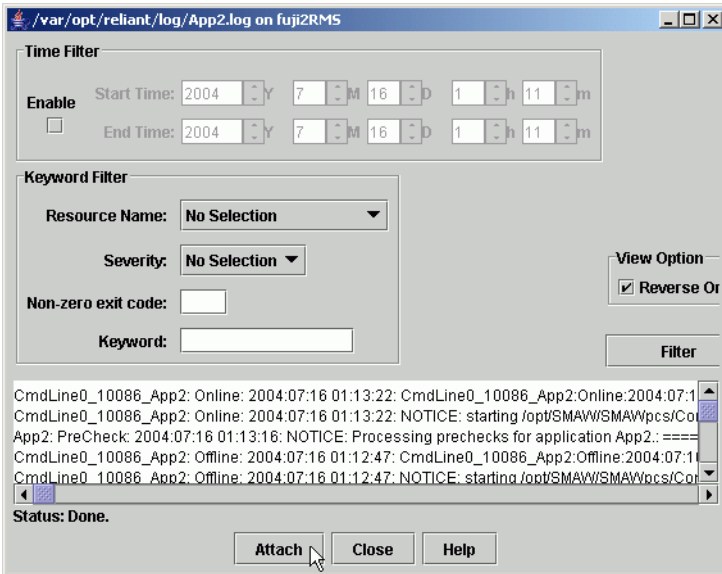 /var/opt/reliant/log/App2.log on fuji2RMS
Time Filter
Enable
Start Time: 2004 Y 7 M 16 D 1 h 11 m
End Time: 2004 Y 7 M 16 D 1 h 11 m
Keyword Filter
Resource Name: No Selection
Severity: No Selection
Non-zero exit code:
Keyword:
View Option
Reverse Or
Filter
CmdLine0_10086_App2: Online: 2004:07:16 01:13:22: CmdLine0_10086_App2:Online:2004:07:1
CmdLine0_10086_App2: Online: 2004:07:16 01:13:22: NOTICE: starting /opt/SMAW/SMAWpcs/Cor
App2: PreCheck: 2004:07:16 01:13:16: NOTICE: Processing prechecks for application App2.: ====
CmdLine0_10086_App2: Offline: 2004:07:16 01:12:47: CmdLine0_10086_App2:Offline:2004:07:1
CmdLine0_10086_App2: Offline: 2004:07:16 01:12:47: NOTICE: starting /opt/SMAW/SMAWpcs/Cor
Status: Done.
Attach Close Help